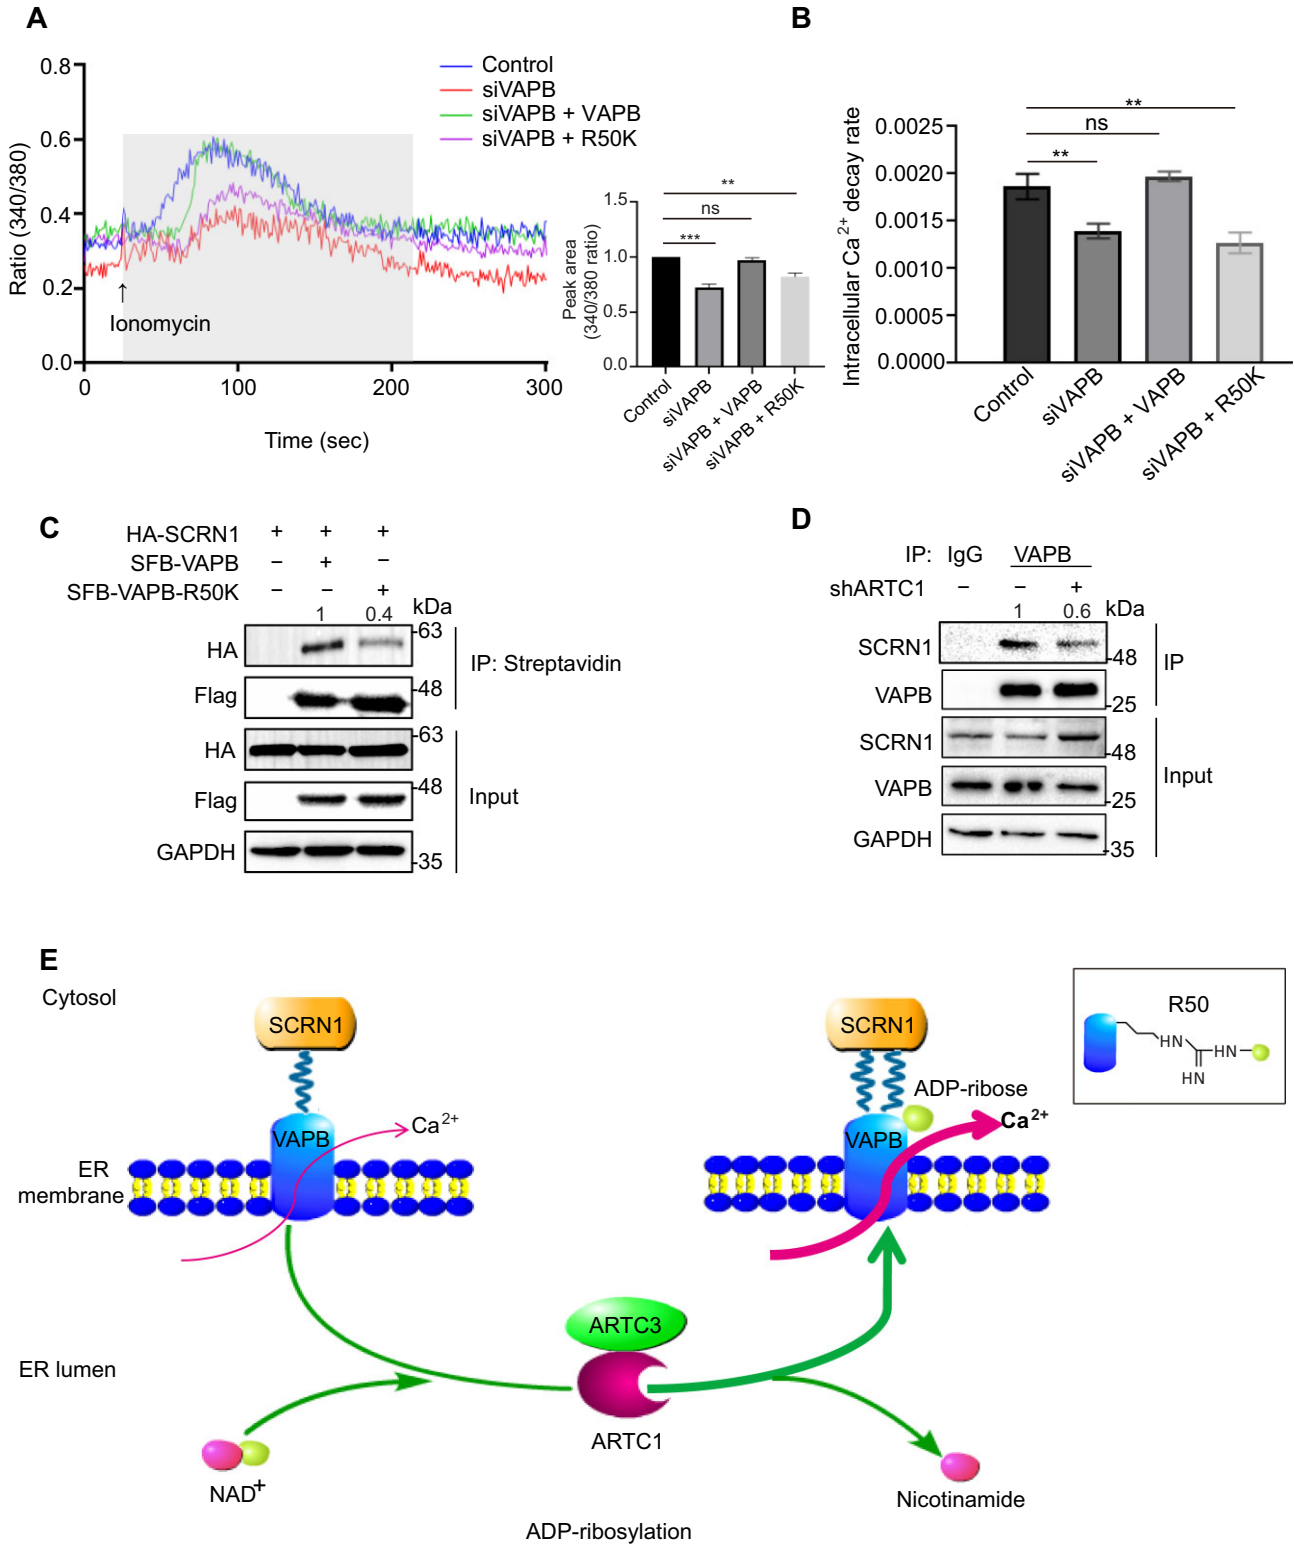 A
0.8
0.6
0.4
0.2
0.0
Ratio (340/380)
0
100
200
300
Time (sec)
Ionomycin
Control
siVAPB
siVAPB + VAPB
siVAPB + R50K
1.5
1.0
0.5
0.0
Peak area
(340/380 ratio)
**
ns
***
Control
siVAPB
siVAPB + VAPB
siVAPB + R50K
B
0.0025
0.0020
0.0015
0.0010
0.0005
0.0000
Intracellular Ca2+ decay rate
**
ns
**
Control
siVAPB
siVAPB + VAPB
siVAPB + R50K
C
HA-SCRN1 + + +
SFB-VAPB − + −
SFB-VAPB-R50K − − +
1 0.4 kDa
HA -63
Flag -48
IP: Streptavidin
HA -63
Flag -48
GAPDH -35
Input
D
IP: IgG VAPB
shARTC1 − − +
1 0.6 kDa
SCRN1 -48
VAPB -25
IP
SCRN1 -48
VAPB -25
GAPDH -35
Input
E
Cytosol
SCRN1
VAPB
Ca2+
ER
membrane
SCRN1
ADP-ribose
VAPB
Ca2+
R50
HN
HN
HN
ARTC3
ARTC1
ER lumen
NAD+
Nicotinamide
ADP-ribosylation